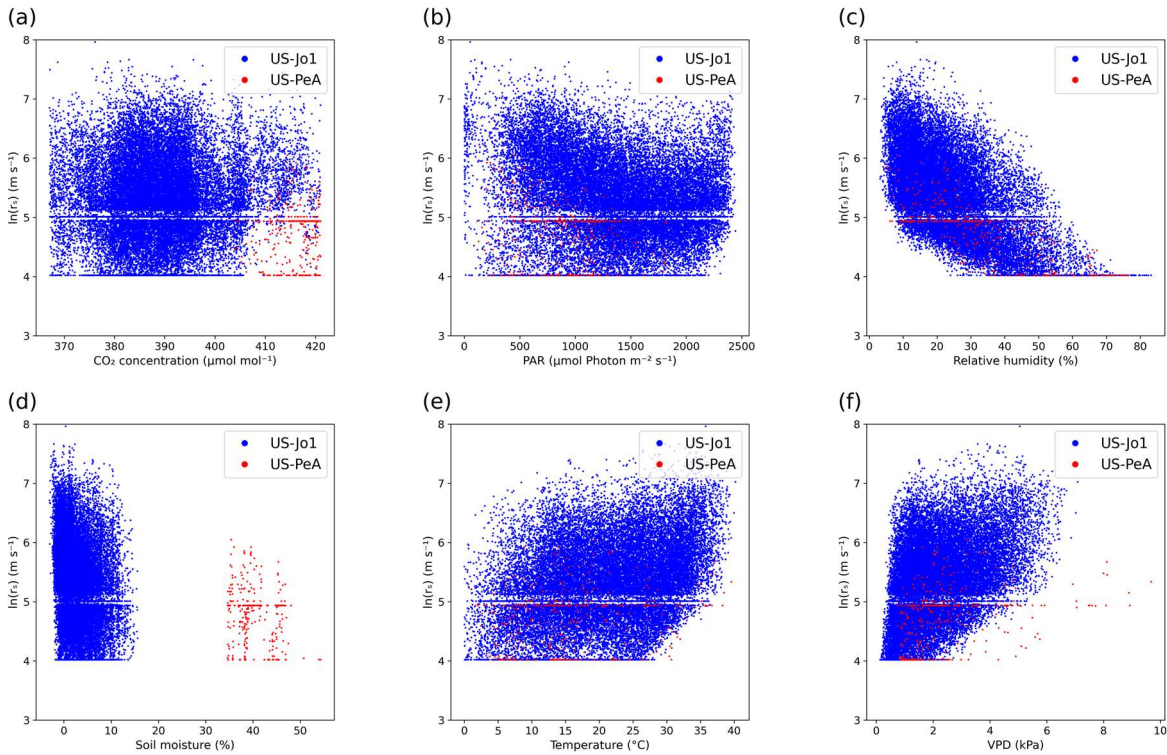 (a)
8
7
6
5
4
3
ln(rₛ) (m s⁻¹)
US-Jo1
US-PeA
370 380 390 400 410 420
CO₂ concentration (μmol mol⁻¹)
(b)
8
7
6
5
4
3
ln(rₛ) (m s⁻¹)
US-Jo1
US-PeA
0 500 1000 1500 2000 2500
PAR (μmol Photon m⁻² s⁻¹)
(c)
8
7
6
5
4
3
ln(rₛ) (m s⁻¹)
US-Jo1
US-PeA
0 10 20 30 40 50 60 70 80
Relative humidity (%)
(d)
8
7
6
5
4
3
ln(rₛ) (m s⁻¹)
US-Jo1
US-PeA
0 10 20 30 40 50
Soil moisture (%)
(e)
8
7
6
5
4
3
ln(rₛ) (m s⁻¹)
US-Jo1
US-PeA
0 5 10 15 20 25 30 35 40
Temperature (°C)
(f)
8
7
6
5
4
3
ln(rₛ) (m s⁻¹)
US-Jo1
US-PeA
0 2 4 6 8 10
VPD (kPa)